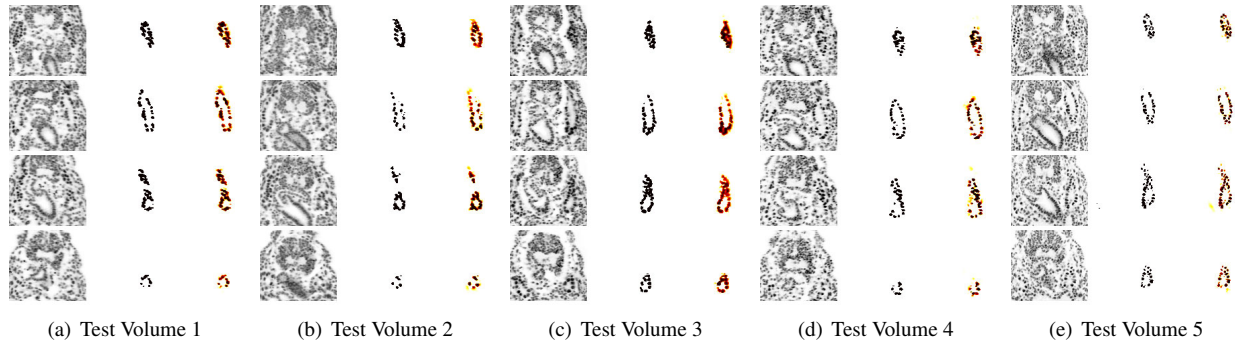 (a) Test Volume 1
(b) Test Volume 2
(c) Test Volume 3
(d) Test Volume 4
(e) Test Volume 5